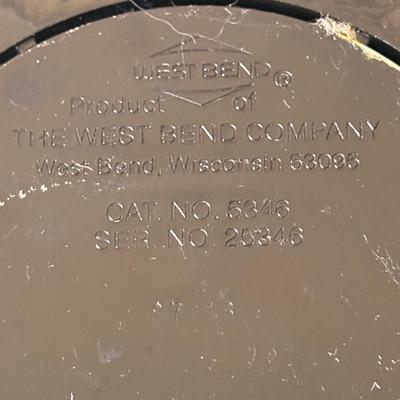 WEST BEND®
Product of
THE WEST BEND COMPANY
West Bend, Wisconsin 53095
CAT. NO. 5346
SER. NO. 25346